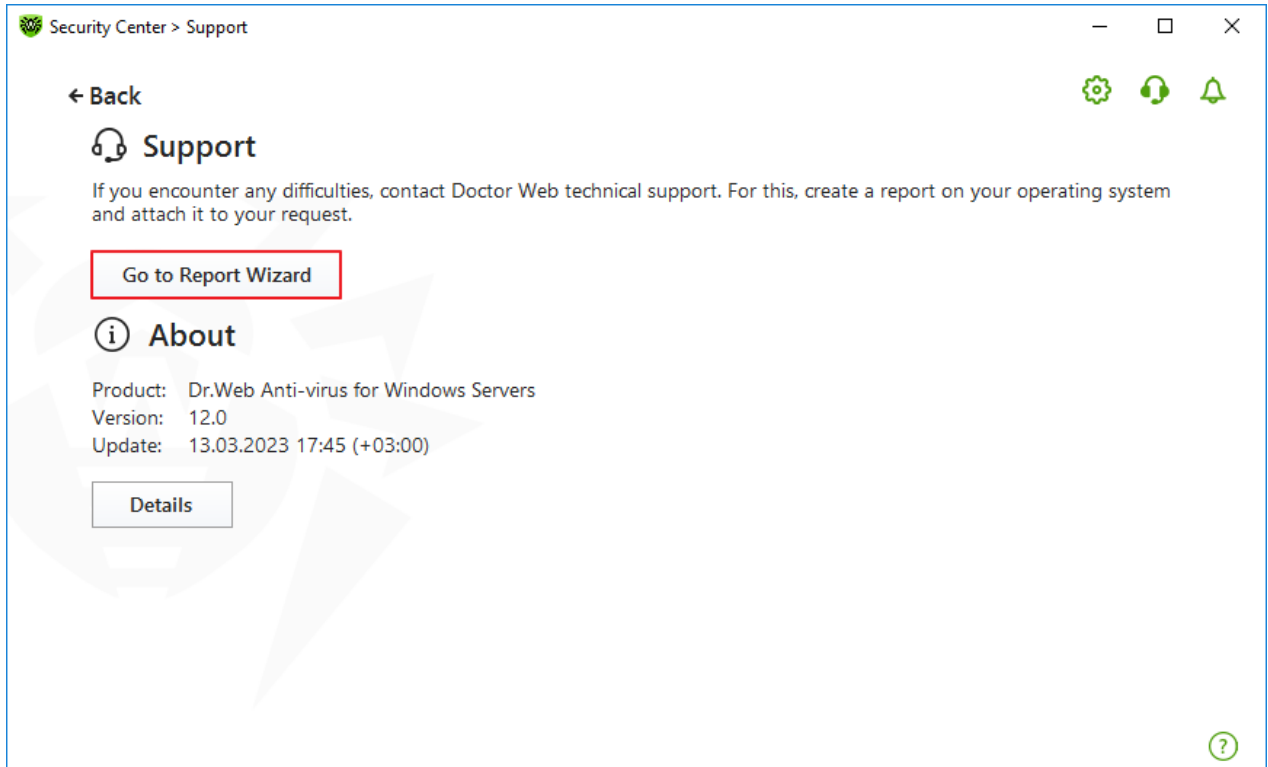 Security Center > Support
Back
Support
If you encounter any difficulties, contact Doctor Web technical support. For this, create a report on your operating system
and attach it to your request.
Go to Report Wizard
About
Product: Dr.Web Anti-virus for Windows Servers
Version: 12.0
Update: 13.03.2023 17:45 (+03:00)
Details